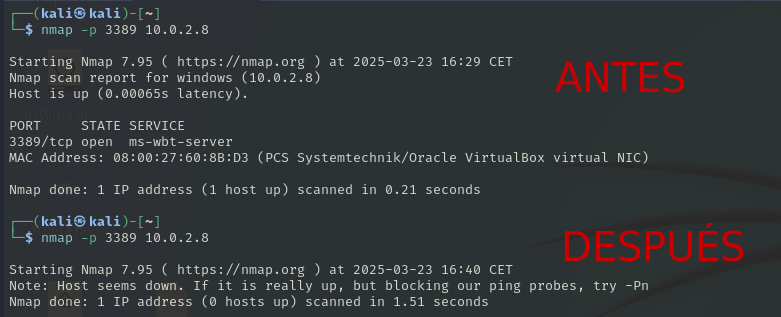 ┌──(kali㉿kali)-[~]
└─$ nmap -p 3389 10.0.2.8
Starting Nmap 7.95 ( https://nmap.org ) at 2025-03-23 16:29 CET
Nmap scan report for windows (10.0.2.8)
Host is up (0.00065s latency).
ANTES
PORT     STATE SERVICE
3389/tcp open  ms-wbt-server
MAC Address: 08:00:27:60:8B:D3 (PCS Systemtechnik/Oracle VirtualBox virtual NIC)
Nmap done: 1 IP address (1 host up) scanned in 0.21 seconds
┌──(kali㉿kali)-[~]
└─$ nmap -p 3389 10.0.2.8
DESPUÉS
Starting Nmap 7.95 ( https://nmap.org ) at 2025-03-23 16:40 CET
Note: Host seems down. If it is really up, but blocking our ping probes, try -Pn
Nmap done: 1 IP address (0 hosts up) scanned in 1.51 seconds